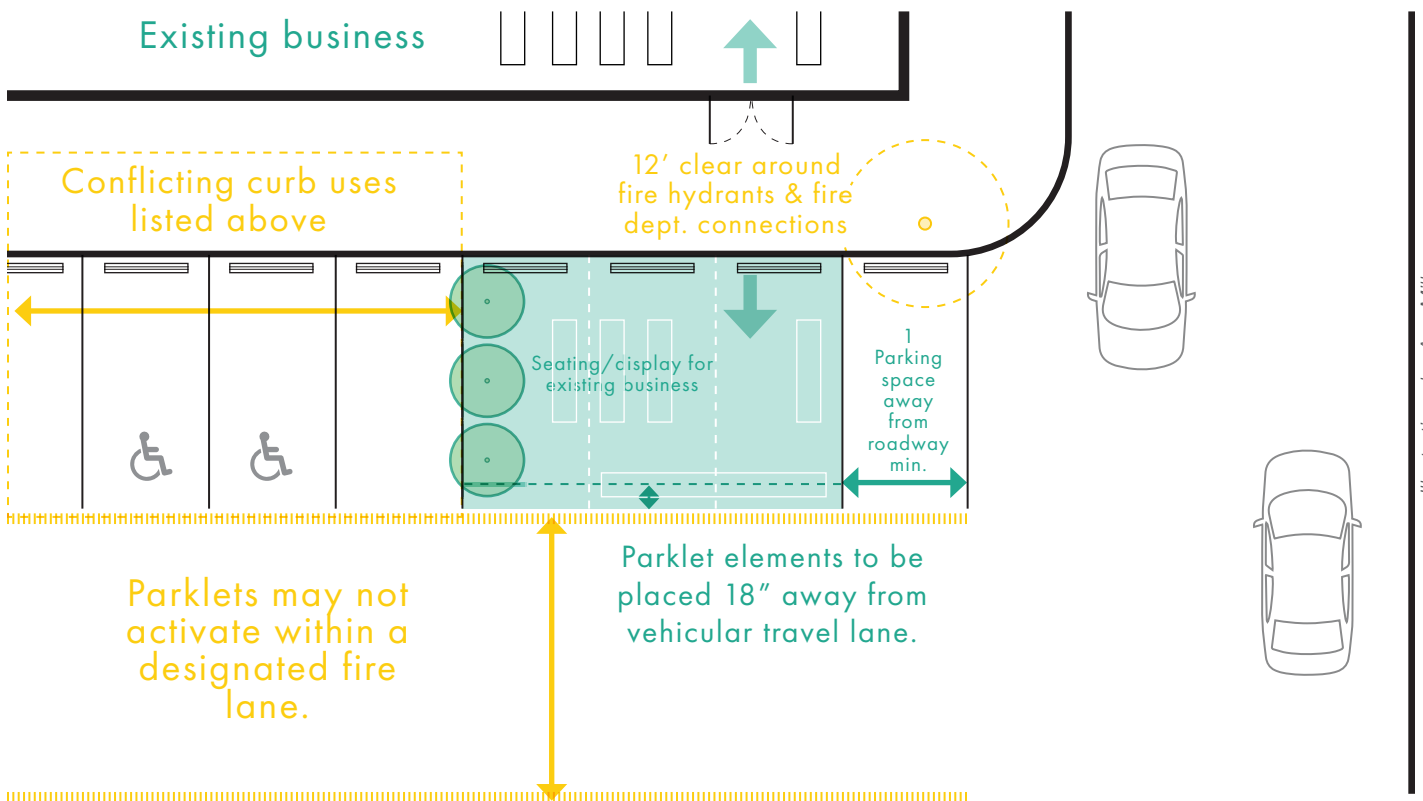 Existing business
Conflicting curb uses
listed above
12’ clear around
fire hydrants & fire
dept. connections
Seating/display for
existing business
1
Parking
space
away
from
roadway
min.
Parklets may not
activate within a
designated fire
lane.
Parklet elements to be
placed 18” away from
vehicular travel lane.